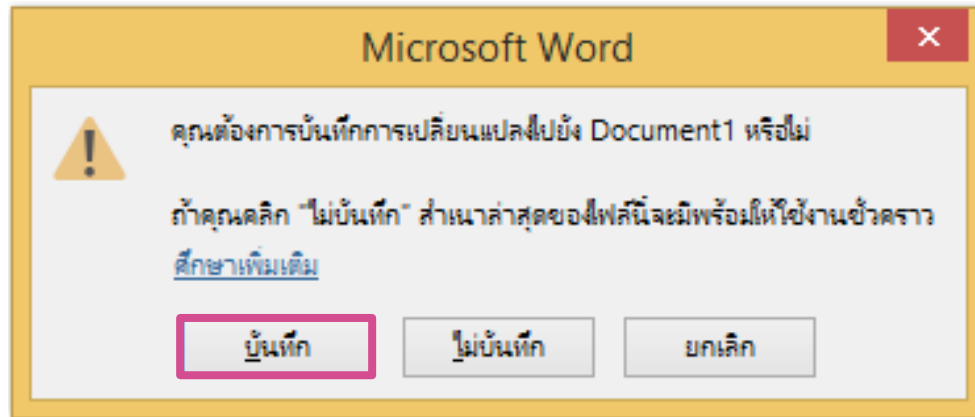 Microsoft Word
คุณต้องการบันทึกการเปลี่ยนแปลงไปยัง Document1 หรือไม่
ถ้าคุณคลิก "ไม่บันทึก" สำเนาล่าสุดของไฟล์นี้จะมีพร้อมให้ใช้งานชั่วคราว
ศึกษาเพิ่มเติม
บันทึก ไม่บันทึก ยกเลิก